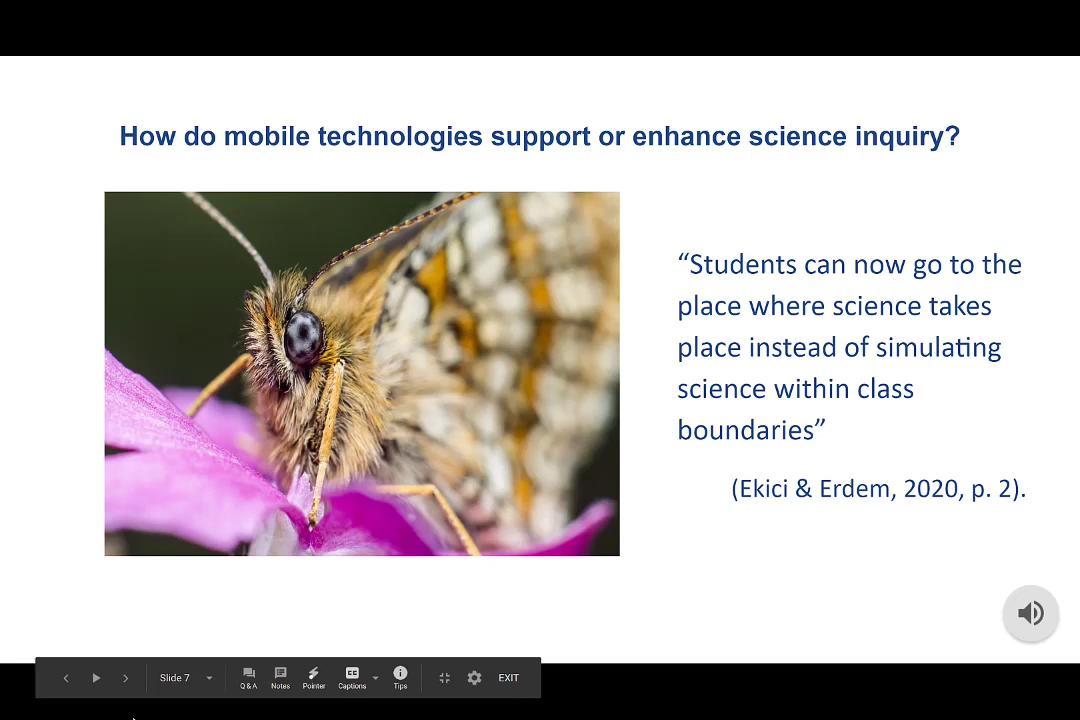 How do mobile technologies support or enhance science inquiry?
“Students can now go to the
place where science takes
place instead of simulating
science within class
boundaries”
(Ekici & Erdem, 2020, p. 2).
Slide 7
Q & A
Notes
Pointer
CC
Captions
Tips
EXIT